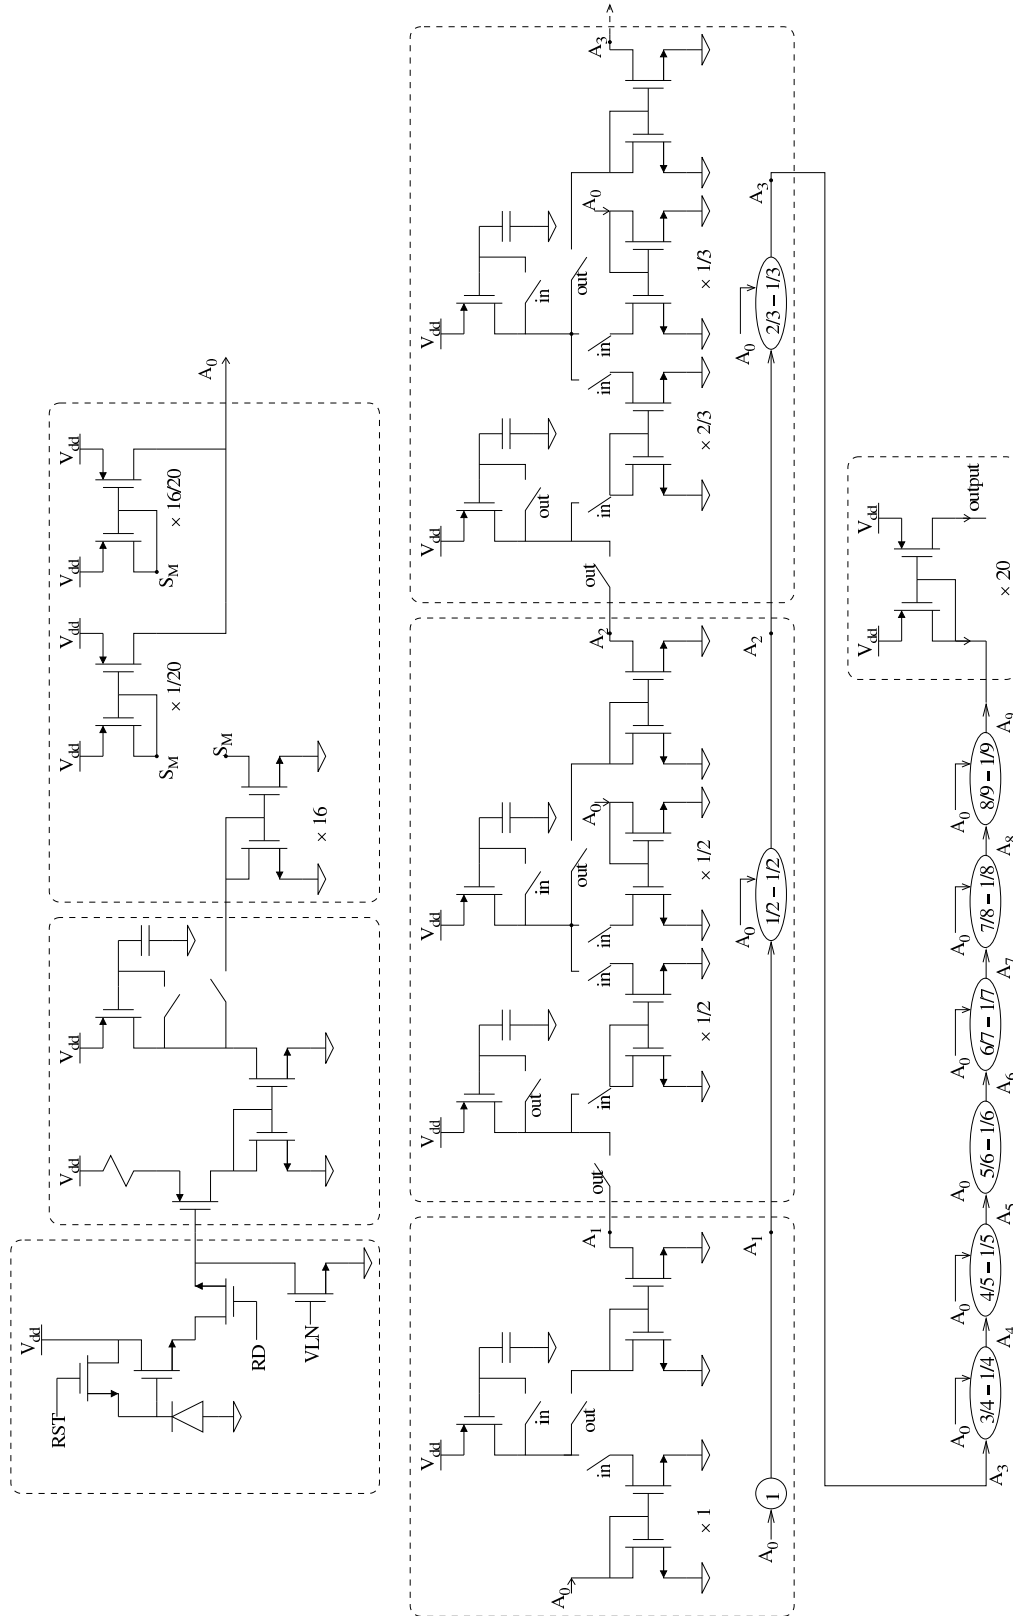 RST
V_dd
RD
VLN
V_dd
V_dd
× 16
S_M
V_dd
S_M
× 1/20
V_dd
V_dd
S_M
× 16/20
V_dd
A_0
A_0
× 1
in
V_dd
in
out
A_1
out
V_dd
out
in
× 1/2
in
in
V_dd
in
out
A_0
× 1/2
A_2
out
V_dd
out
in
× 2/3
in
in
V_dd
in
out
A_0
× 1/3
A_3
A_0
1
A_1
A_0
1/2 – 1/2
A_2
A_0
2/3 – 1/3
A_3
A_3
A_0
3/4 – 1/4
A_4
A_0
4/5 – 1/5
A_5
A_0
5/6 – 1/6
A_6
A_0
6/7 – 1/7
A_7
A_0
7/8 – 1/8
A_8
A_0
8/9 – 1/9
A_9
V_dd
V_dd
output
× 20